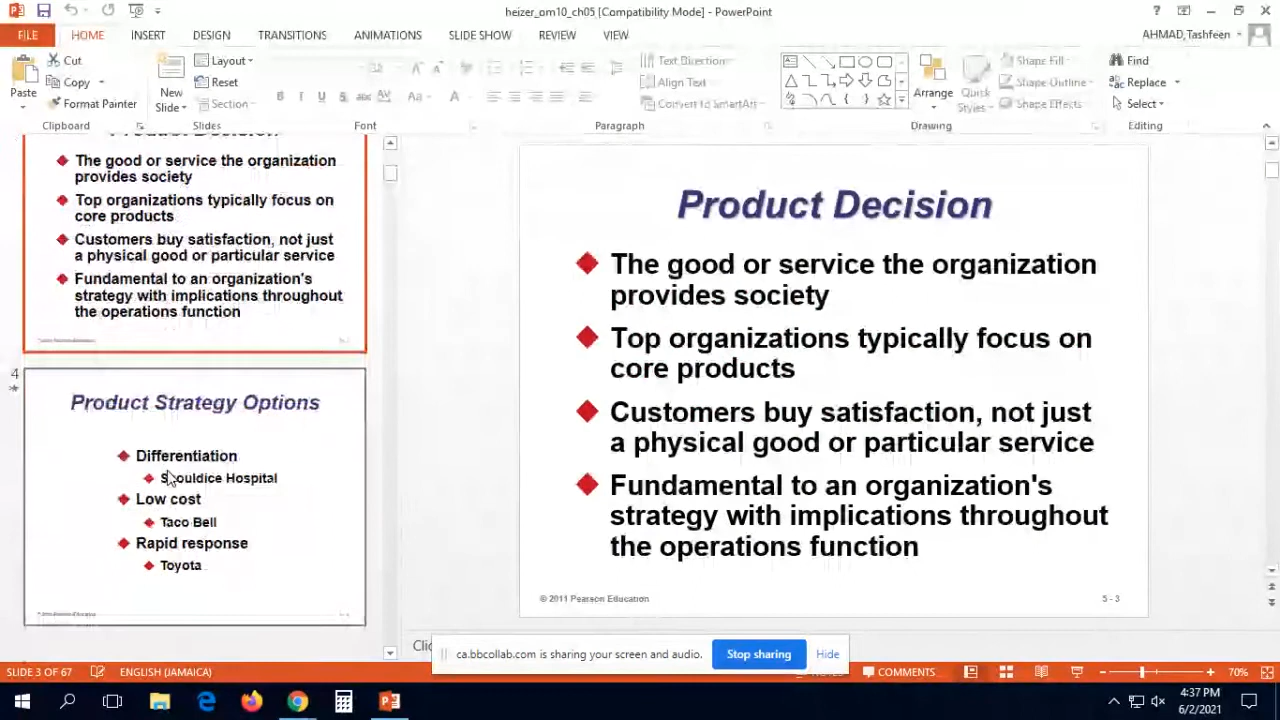 heizer_om10_ch05 [Compatibility Mode] - PowerPoint
?
FILE HOME INSERT DESIGN TRANSITIONS ANIMATIONS SLIDE SHOW REVIEW VIEW AHMAD,Tashfeen
Paste
Cut
Copy
Format Painter
Clipboard
New
Slide
Layout
Reset
Section
Slides
Font
Text Direction
Align Text
Convert to SmartArt
Paragraph
Arrange
Quick
Styles
Shape Fill
Shape Outline
Shape Effects
Drawing
Find
Replace
Select
Editing
Product Decision
The good or service the organization
provides society
Top organizations typically focus on
core products
Customers buy satisfaction, not just
a physical good or particular service
Fundamental to an organization's
strategy with implications throughout
the operations function
4
Product Strategy Options
Differentiation
Shouldice Hospital
Low cost
Taco Bell
Rapid response
Toyota
Product Decision
The good or service the organization
provides society
Top organizations typically focus on
core products
Customers buy satisfaction, not just
a physical good or particular service
Fundamental to an organization's
strategy with implications throughout
the operations function
© 2011 Pearson Education
5 - 3
ca.bbcollab.com is sharing your screen and audio. Stop sharing Hide
SLIDE 3 OF 67 ENGLISH (JAMAICA) COMMENTS 70%
4:37 PM
6/2/2021